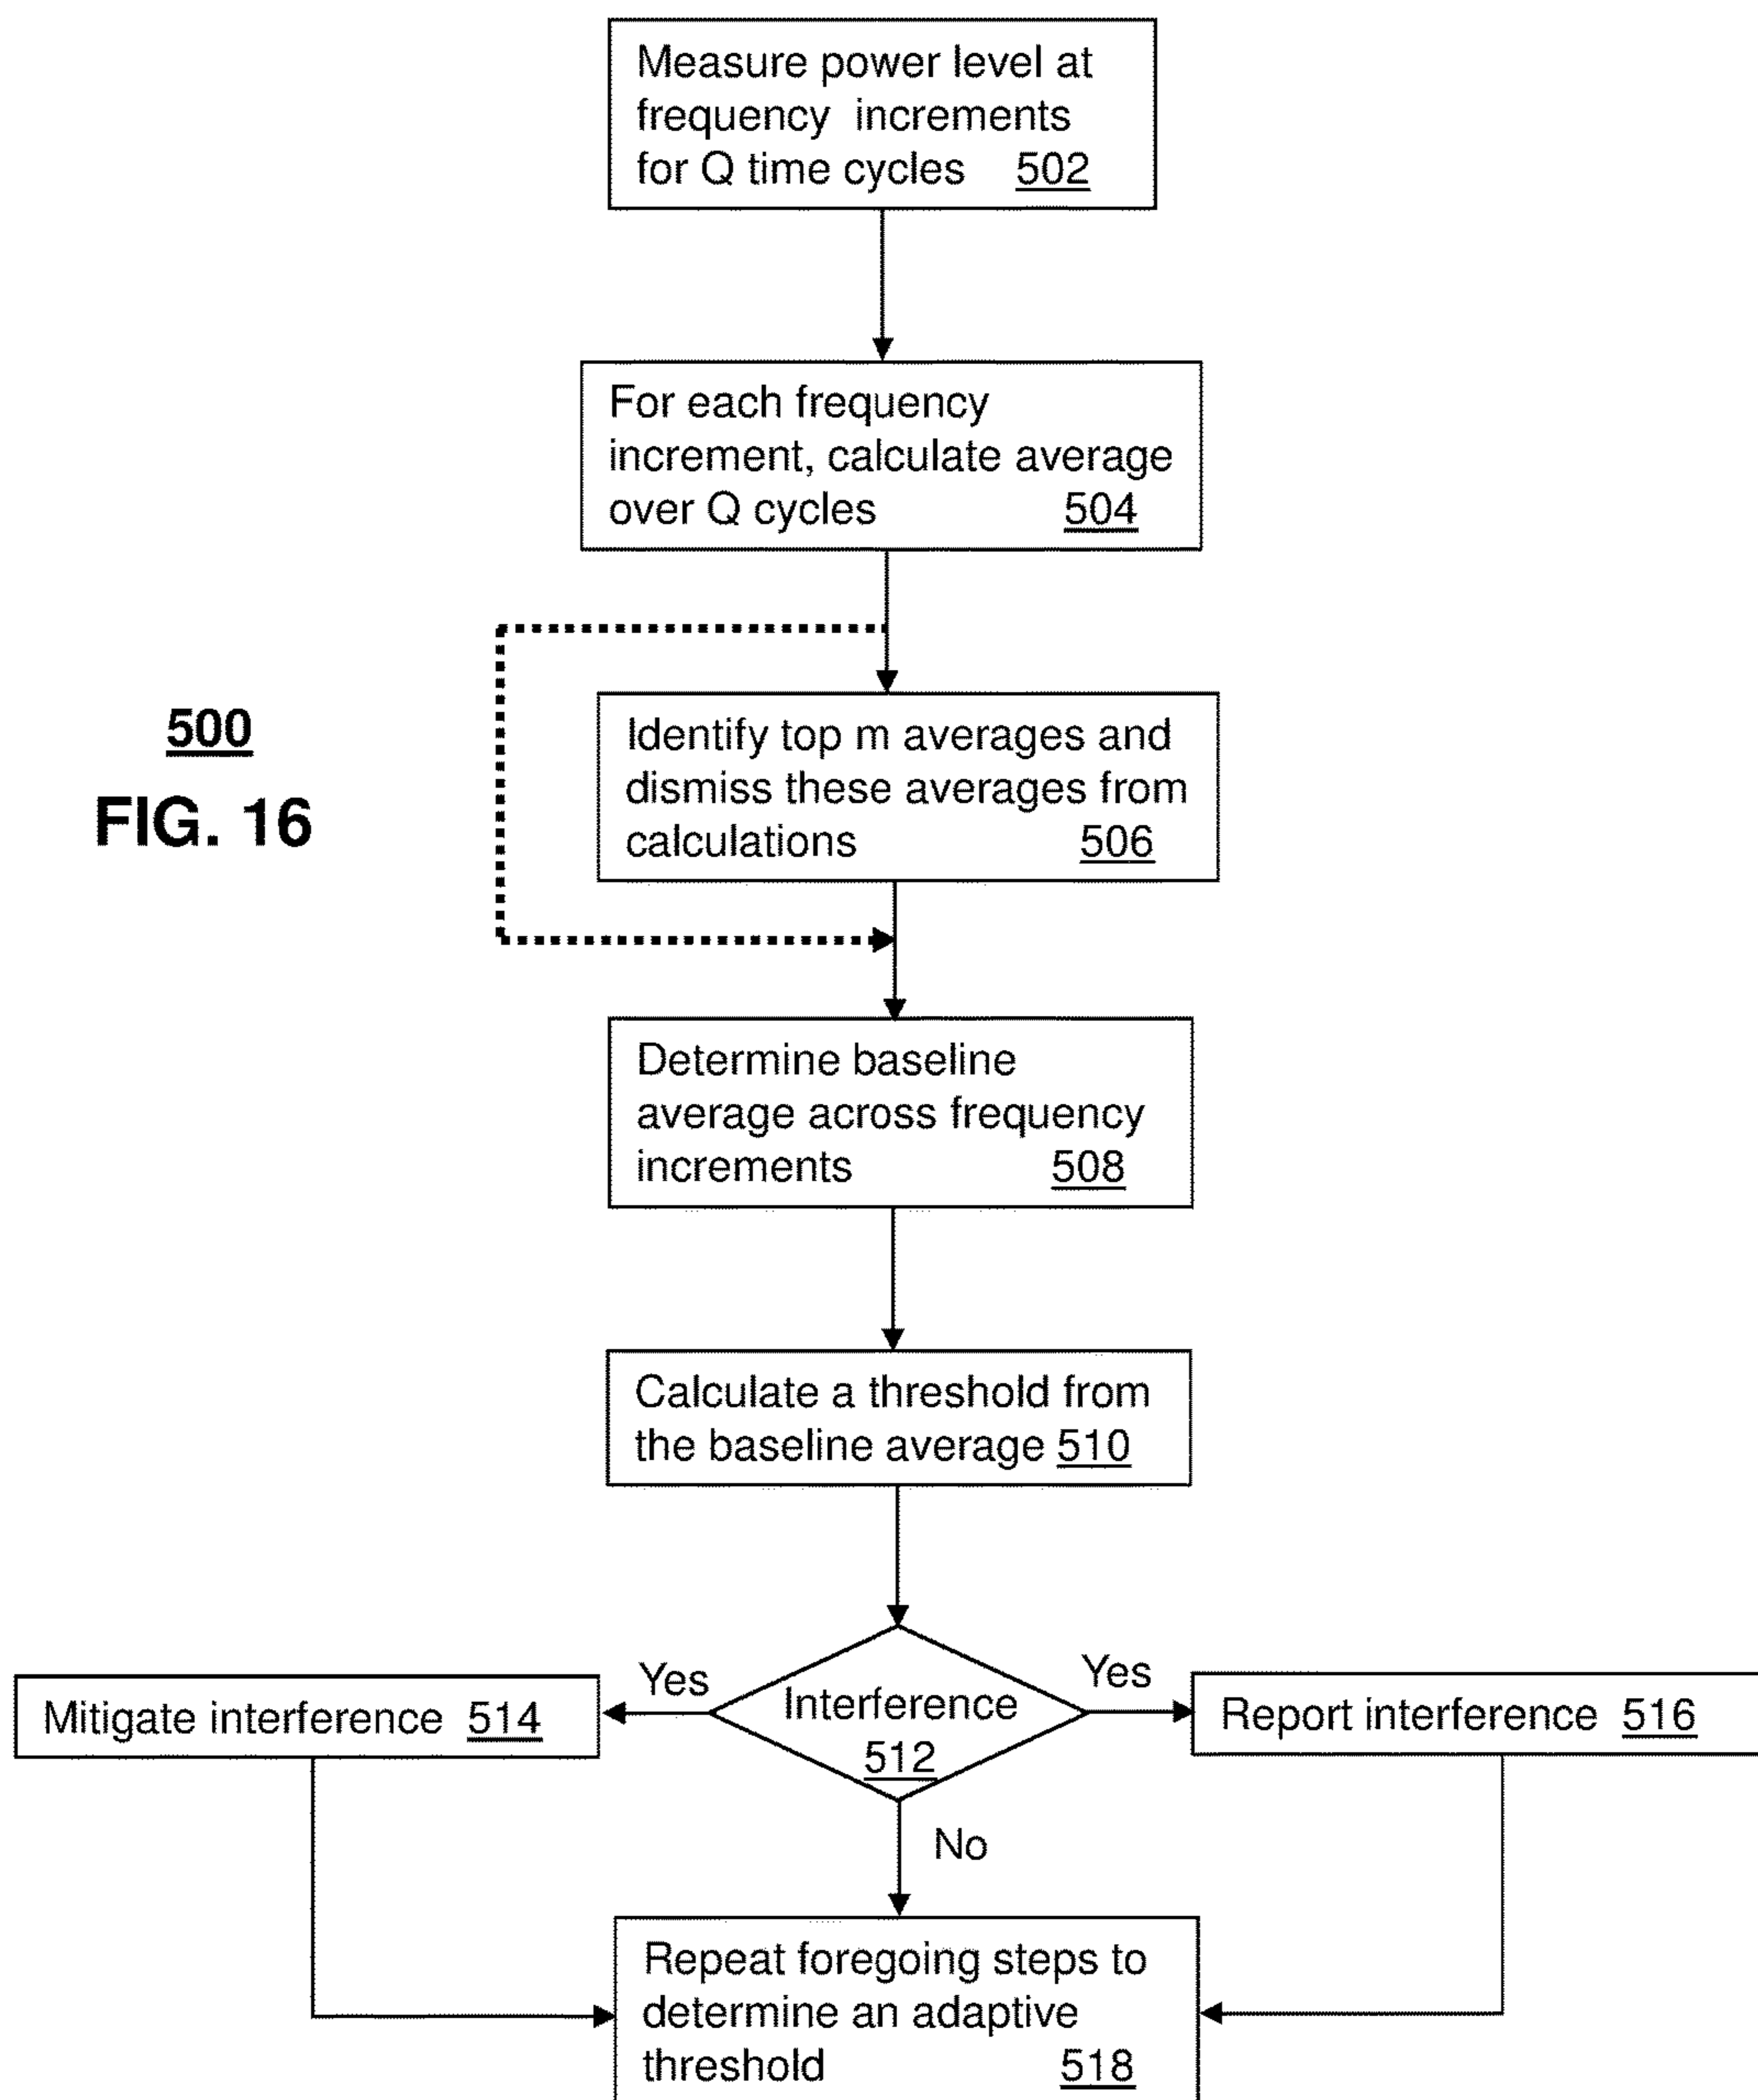 Measure power level at
frequency increments
for Q time cycles 502
For each frequency
increment, calculate average
over Q cycles 504
500
FIG. 16
Identify top m averages and
dismiss these averages from
calculations 506
Determine baseline
average across frequency
increments 508
Calculate a threshold from
the baseline average 510
Yes
Yes
Mitigate interference 514
Interference
512
Report interference 516
No
Repeat foregoing steps to
determine an adaptive
threshold 518